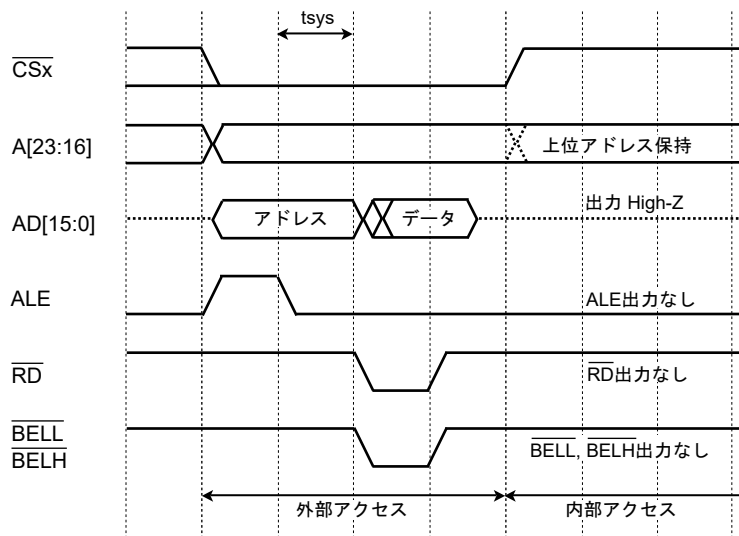 tsys
CSx
A[23:16]
上位アドレス保持
AD[15:0]
アドレス
データ
出力 High-Z
ALE
ALE出力なし
RD
RD出力なし
BELL
BELH
BELL, BELH出力なし
外部アクセス
内部アクセス